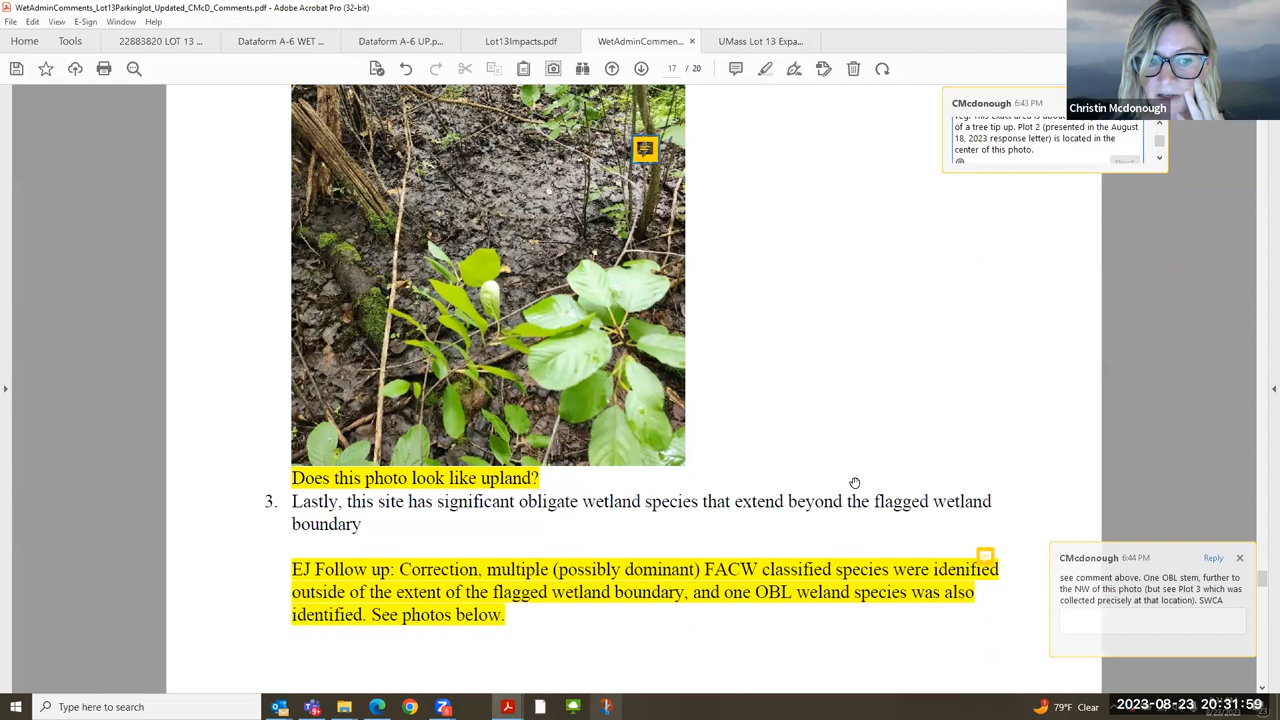 WetAdminComments_Lot13Parkinglot_Updated_CMcD_Comments.pdf - Adobe Acrobat Pro (32-bit)
File Edit View E-Sign Window Help
Home Tools 22883820 LOT 13 ... Dataform A-6 WET ... Dataform A-6 UP.p... Lot13Impacts.pdf WetAdminCommen... × UMass Lot 13 Expa...
17 / 20
Christin Mcdonough
CMcdonough 6:43 PM
of a tree tip up. Plot 2 (presented in the August
18, 2023 response letter) is located in the
center of this photo.
@
Does this photo look like upland?
3. Lastly, this site has significant obligate wetland species that extend beyond the flagged wetland
boundary
EJ Follow up: Correction, multiple (possibly dominant) FACW classified species were idenified
outside of the extent of the flagged wetland boundary, and one OBL weland species was also
identified. See photos below.
CMcdonough 6:44 PM Reply ×
see comment above. One OBL stem, further to
the NW of this photo (but see Plot 3 which was
collected precisely at that location). SWCA
Type here to search
79°F Clear
2023-08-23 20:31:59